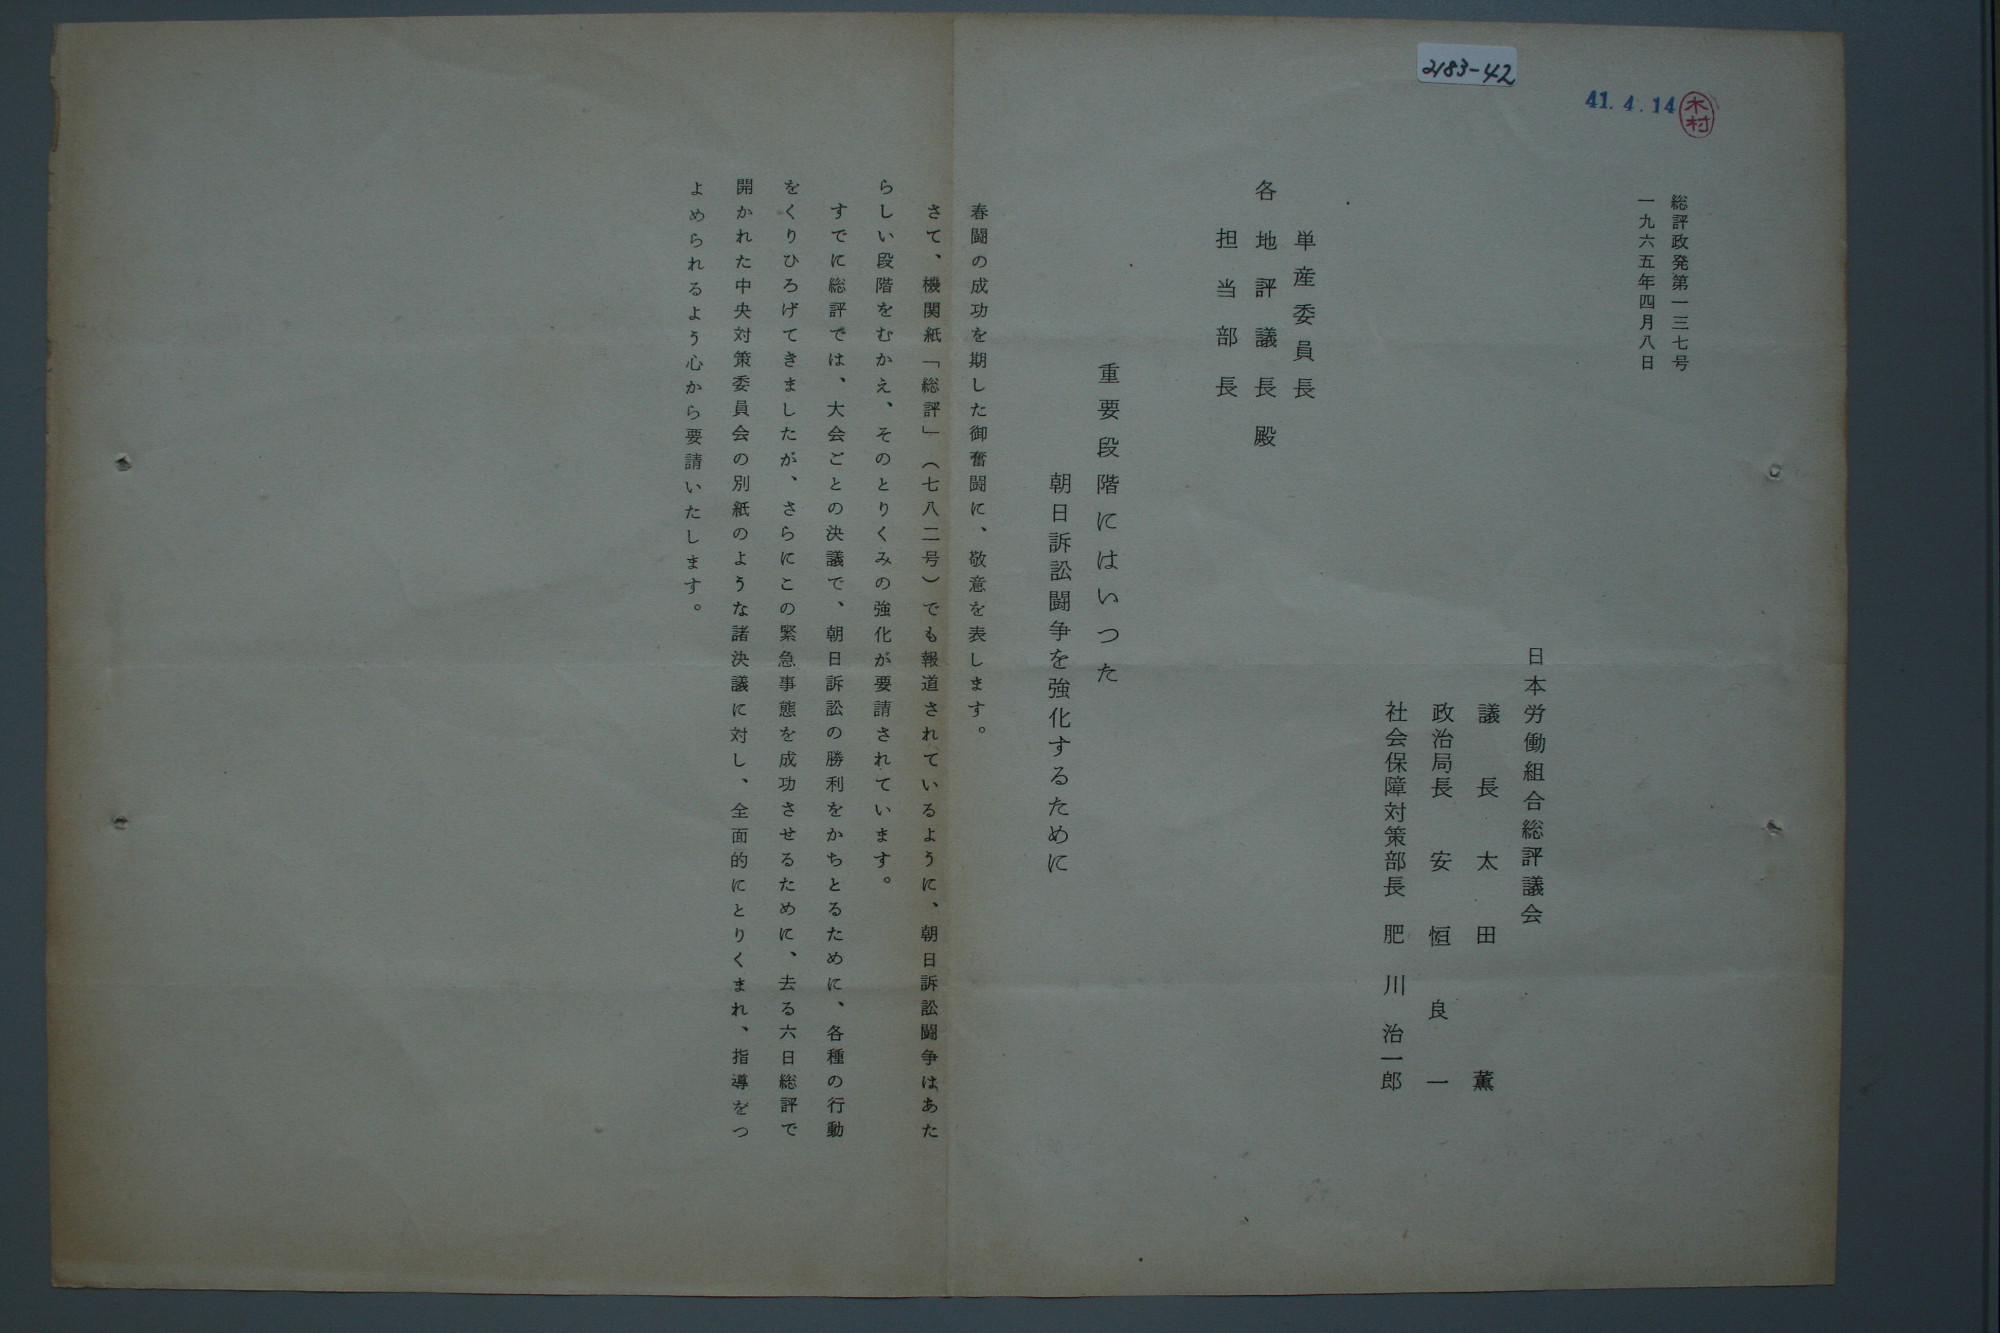 2183-42
41.4.14
木村
総評政発第一三七号
一九六五年四月八日
日本労働組合総評議会
議長 太田薫
政治局長 安恒良一
社会保障対策部長 肥川治一郎
単産委員長
各地評議長殿
担当部長
重要段階にはいつた
朝日訴訟闘争を強化するために
春闘の成功を期した御奮闘に、敬意を表します。
さて、機関紙「総評」(七八二号)でも報道されているように、朝日訴訟闘争はあた
らしい段階をむかえ、そのとりくみの強化が要請されています。
すでに総評では、大会ごとの決議で、朝日訴訟の勝利をかちとるために、各種の行動
をくりひろげてきましたが、さらにこの緊急事態を成功させるために、去る六日総評で
開かれた中央対策委員会の別紙のような諸決議に対し、全面的にとりくまれ、指導をつ
よめられるよう心から要請いたします。